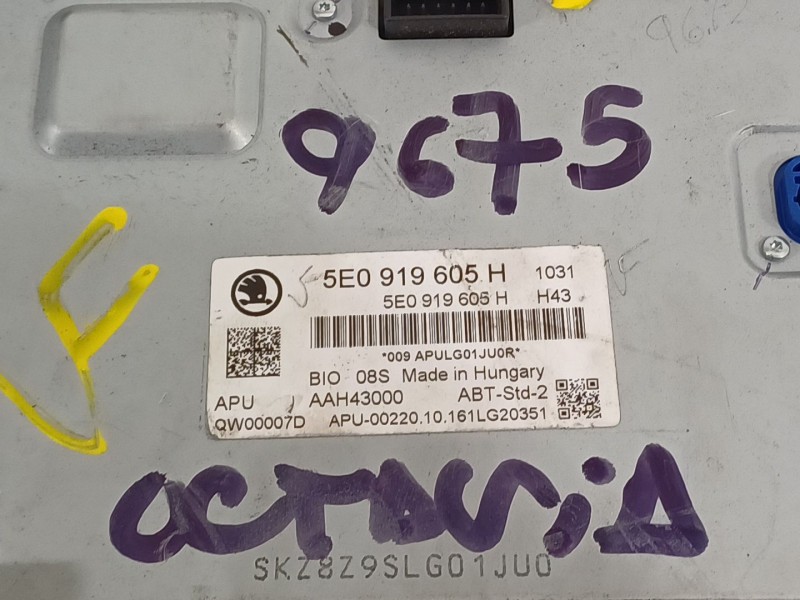 9675
5E0 919 605 H 1031
5E0 919 605 H H43
*009 APULG01JU0R*
BIO 08S Made in Hungary
APU AAH43000 ABT-Std-2
QW00007D APU-00220.10.161LG20351
OCTAViA
SKZ8Z9SLG01JU0